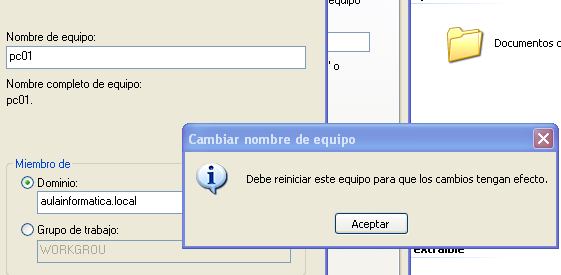 equipo
Nombre de equipo:
pc01
Nombre completo de equipo:
pc01.
Documentos
Cambiar nombre de equipo
Debe reiniciar este equipo para que los cambios tengan efecto.
Aceptar
Miembro de
Dominio:
aulainformatica.local
Grupo de trabajo:
WORKGROU
extraíble